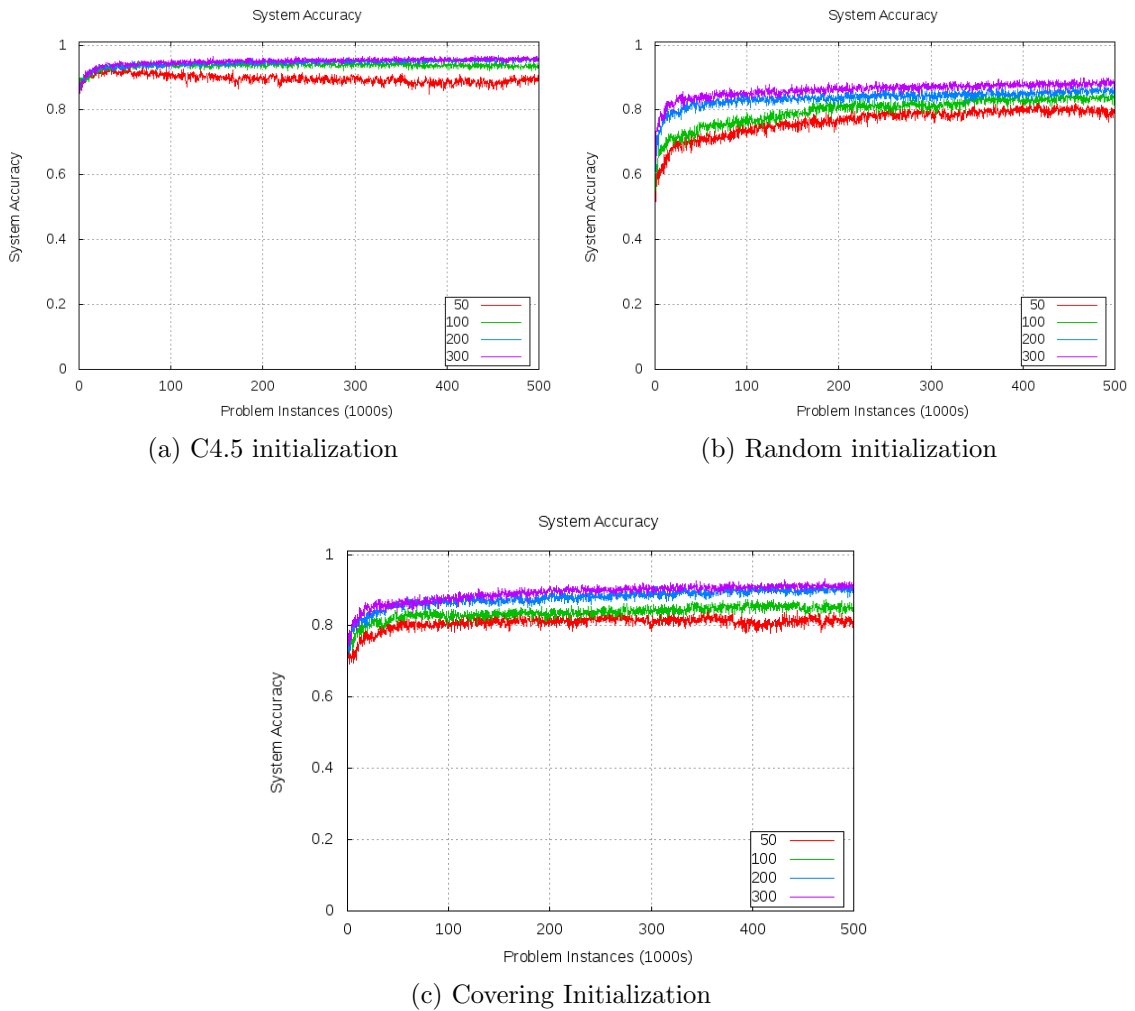 System Accuracy
System Accuracy
1
0.8
0.6
0.4
0.2
0
0 100 200 300 400 500
Problem Instances (1000s)
50
100
200
300
(a) C4.5 initialization
System Accuracy
System Accuracy
1
0.8
0.6
0.4
0.2
0
0 100 200 300 400 500
Problem Instances (1000s)
50
100
200
300
(b) Random initialization
System Accuracy
System Accuracy
1
0.8
0.6
0.4
0.2
0
0 100 200 300 400 500
Problem Instances (1000s)
50
100
200
300
(c) Covering Initialization